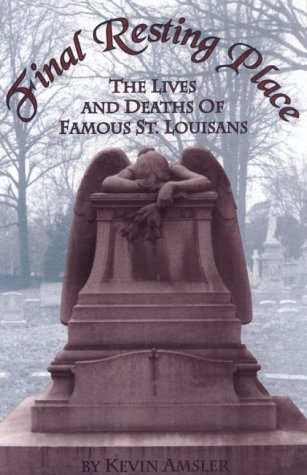 Final Resting Place
The Lives
and Deaths Of
Famous St. Louisans
by Kevin Amsler